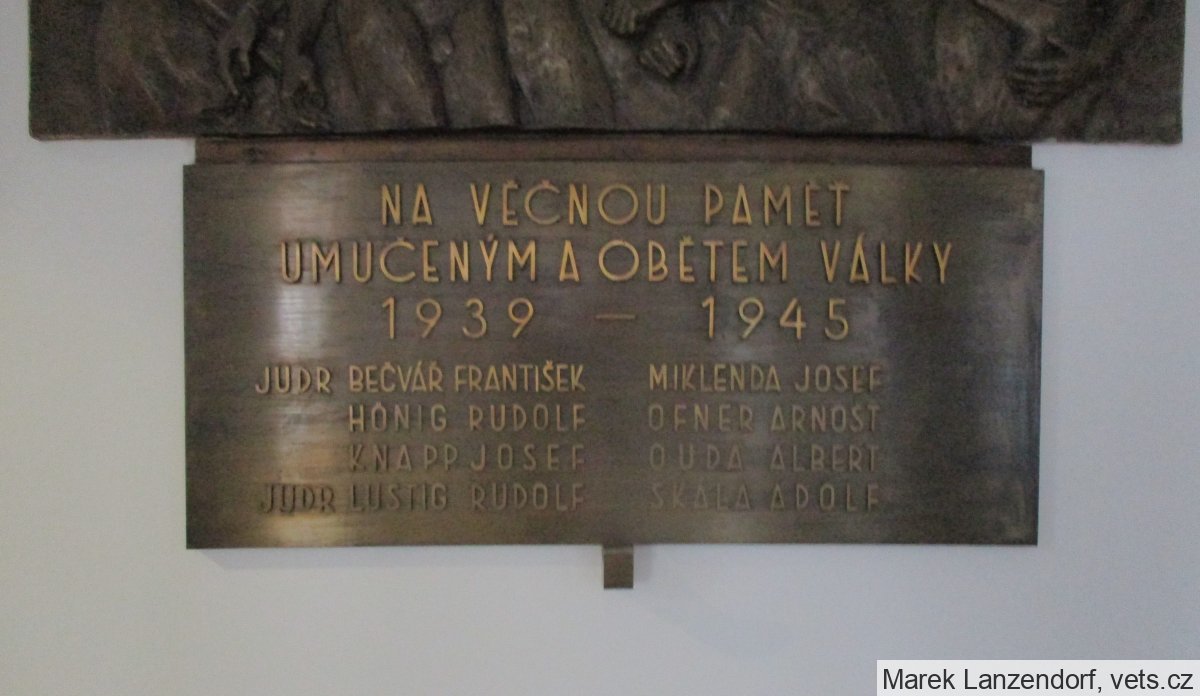 NA VĚČNOU PAMĚŤ
UMUČENÝM A OBĚTEM VÁLKY
1939 — 1945
JUDR BEČVÁŘ FRANTIŠEK
HÖNIG RUDOLF
KNAPP JOSEF
JUDR LUSTIG RUDOLF
MIKLENDA JOSEF
OFNER ARNOŠT
OUDA ALBERT
SKÁLA ADOLF
Marek Lanzendorf, vets.cz